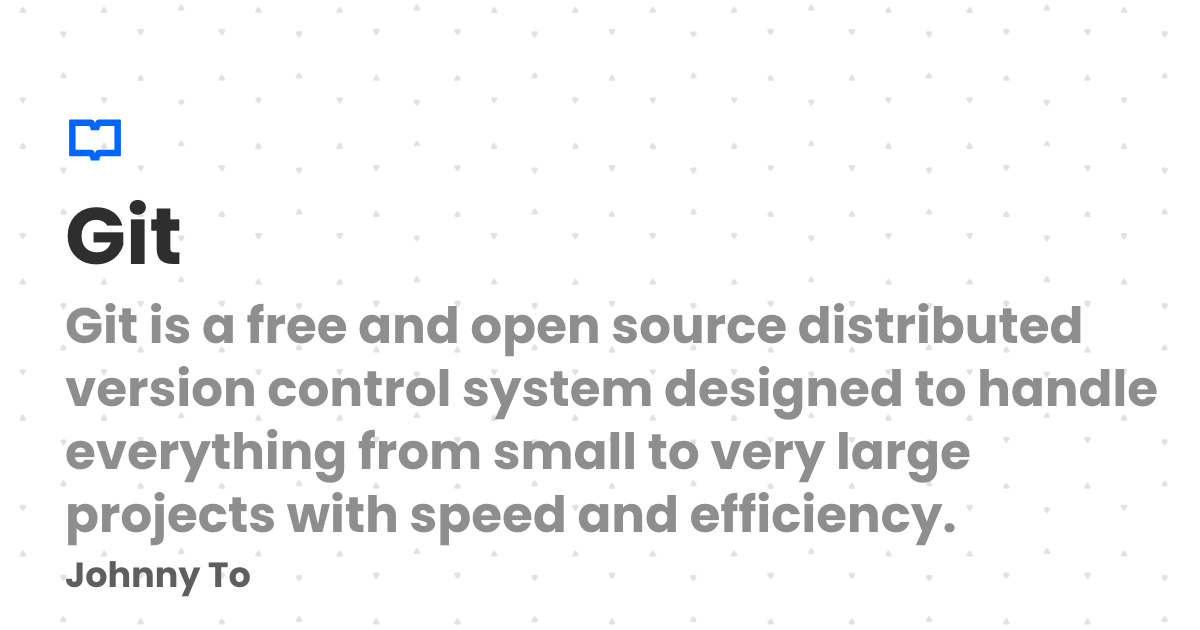 Git
Git is a free and open source distributed
version control system designed to handle
everything from small to very large
projects with speed and efficiency.
Johnny To